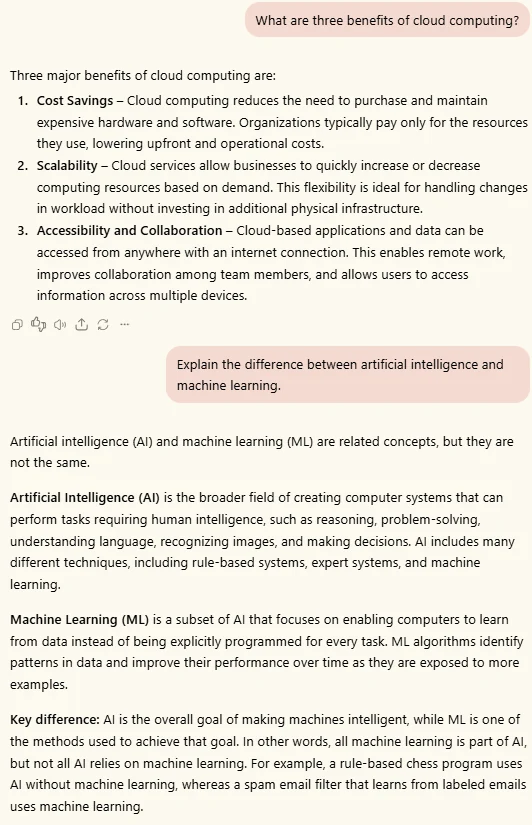 What are three benefits of cloud computing?
Three major benefits of cloud computing are:
1. Cost Savings – Cloud computing reduces the need to purchase and maintain
expensive hardware and software. Organizations typically pay only for the resources
they use, lowering upfront and operational costs.
2. Scalability – Cloud services allow businesses to quickly increase or decrease
computing resources based on demand. This flexibility is ideal for handling changes
in workload without investing in additional physical infrastructure.
3. Accessibility and Collaboration – Cloud-based applications and data can be
accessed from anywhere with an internet connection. This enables remote work,
improves collaboration among team members, and allows users to access
information across multiple devices.
Explain the difference between artificial intelligence and
machine learning.
Artificial intelligence (AI) and machine learning (ML) are related concepts, but they are
not the same.
Artificial Intelligence (AI) is the broader field of creating computer systems that can
perform tasks requiring human intelligence, such as reasoning, problem-solving,
understanding language, recognizing images, and making decisions. AI includes many
different techniques, including rule-based systems, expert systems, and machine
learning.
Machine Learning (ML) is a subset of AI that focuses on enabling computers to learn
from data instead of being explicitly programmed for every task. ML algorithms identify
patterns in data and improve their performance over time as they are exposed to more
examples.
Key difference: AI is the overall goal of making machines intelligent, while ML is one of
the methods used to achieve that goal. In other words, all machine learning is part of AI,
but not all AI relies on machine learning. For example, a rule-based chess program uses
AI without machine learning, whereas a spam email filter that learns from labeled emails
uses machine learning.